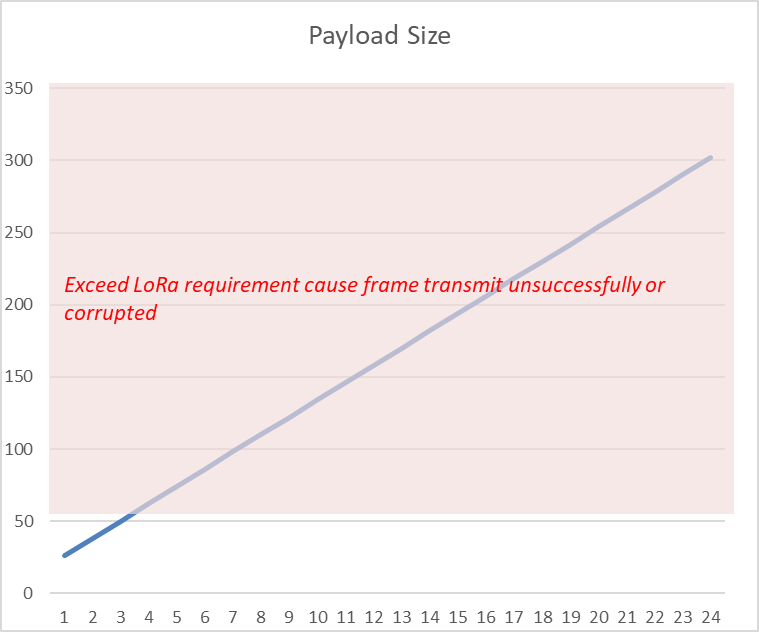 Payload Size
350
300
250
Exceed LoRa requirement cause frame transmit unsuccessfully or
corrupted
200
150
100
50
0
1 2 3 4 5 6 7 8 9 10 11 12 13 14 15 16 17 18 19 20 21 22 23 24